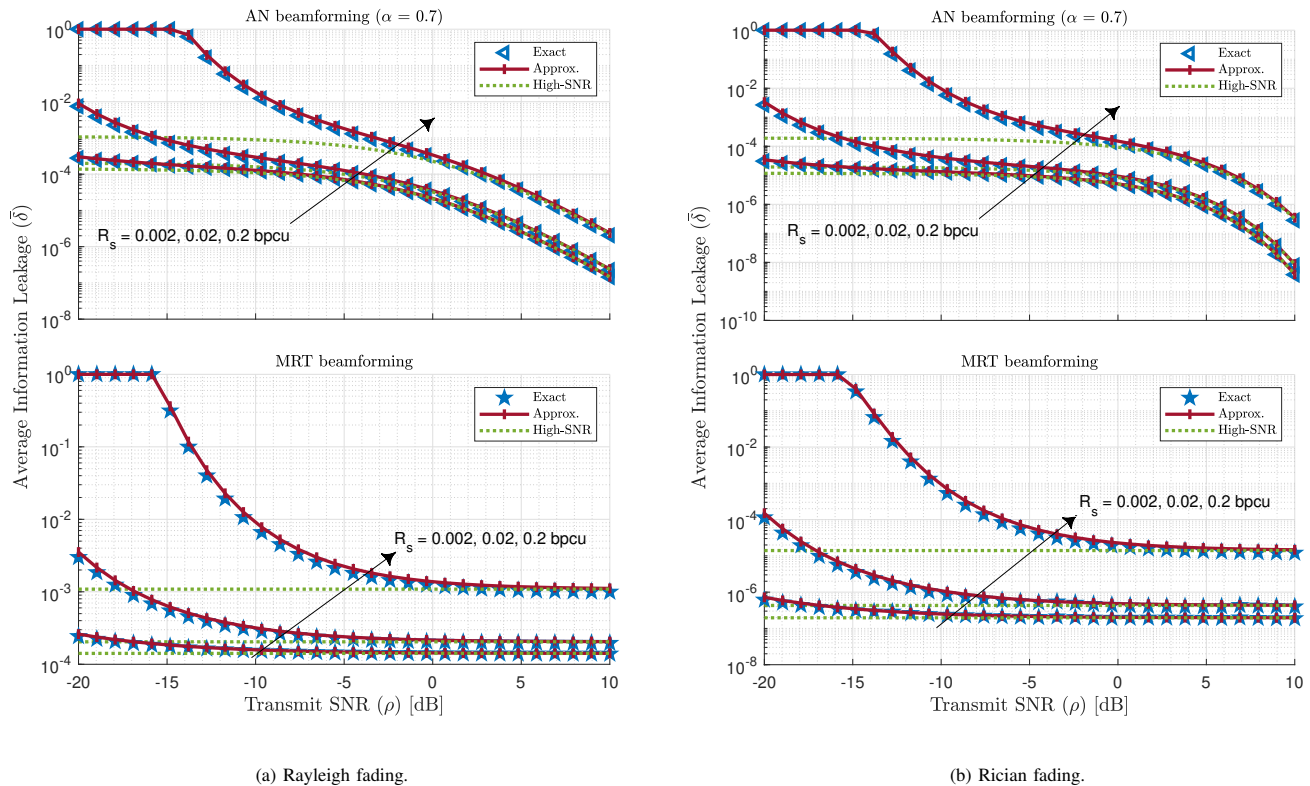 AN beamforming (α = 0.7)
10^0
10^-2
10^-4
10^-6
10^-8
Exact
Approx.
High-SNR
R_s = 0.002, 0.02, 0.2 bpcu
MRT beamforming
10^0
10^-1
10^-2
10^-3
10^-4
Exact
Approx.
High-SNR
R_s = 0.002, 0.02, 0.2 bpcu
-20 -15 -10 -5 0 5 10
Average Information Leakage (δ̄)
Transmit SNR (ρ) [dB]
(a) Rayleigh fading.
AN beamforming (α = 0.7)
10^0
10^-2
10^-4
10^-6
10^-8
10^-10
Exact
Approx.
High-SNR
R_s = 0.002, 0.02, 0.2 bpcu
MRT beamforming
10^0
10^-2
10^-4
10^-6
10^-8
Exact
Approx.
High-SNR
R_s = 0.002, 0.02, 0.2 bpcu
-20 -15 -10 -5 0 5 10
Average Information Leakage (δ̄)
Transmit SNR (ρ) [dB]
(b) Rician fading.